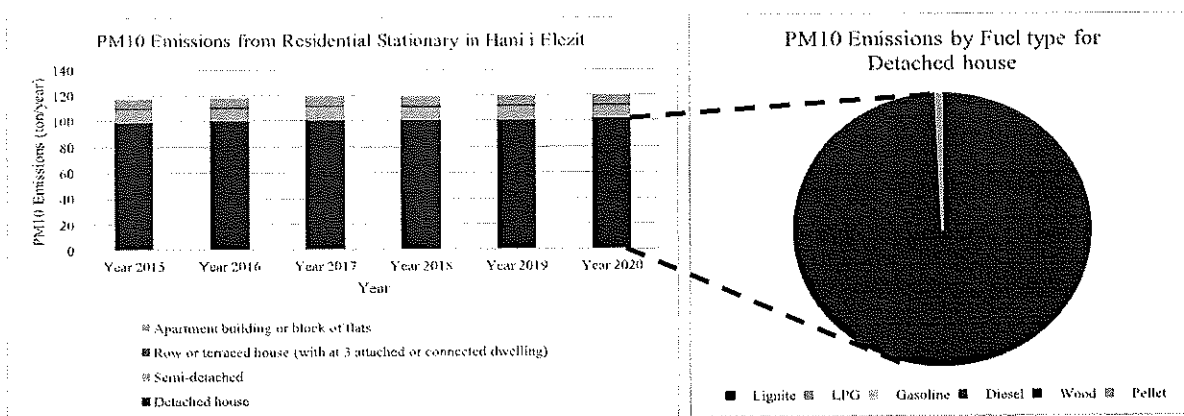 PM10 Emissions from Residential Stationary in Hani i Elezit
PM10 Emissions (ton/year)
140
120
100
80
60
40
20
0
Year 2015
Year 2016
Year 2017
Year 2018
Year 2019
Year 2020
Year
Apartment building or block of flats
Row or terraced house (with at 3 attached or connected dwelling)
Semi-detached
Detached house
PM10 Emissions by Fuel type for
Detached house
Lignite LPG Gasoline Diesel Wood Pellet